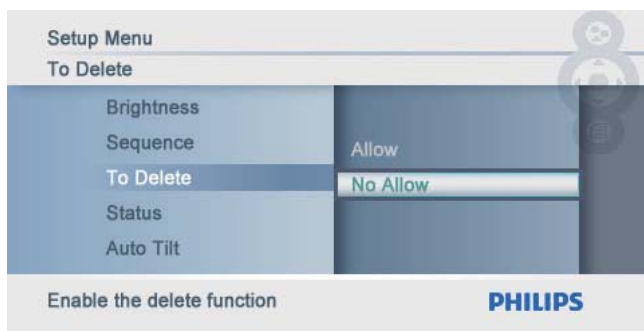 Setup Menu
To Delete
Brightness
Sequence
To Delete
Status
Auto Tilt
Allow
No Allow
Enable the delete function
PHILIPS